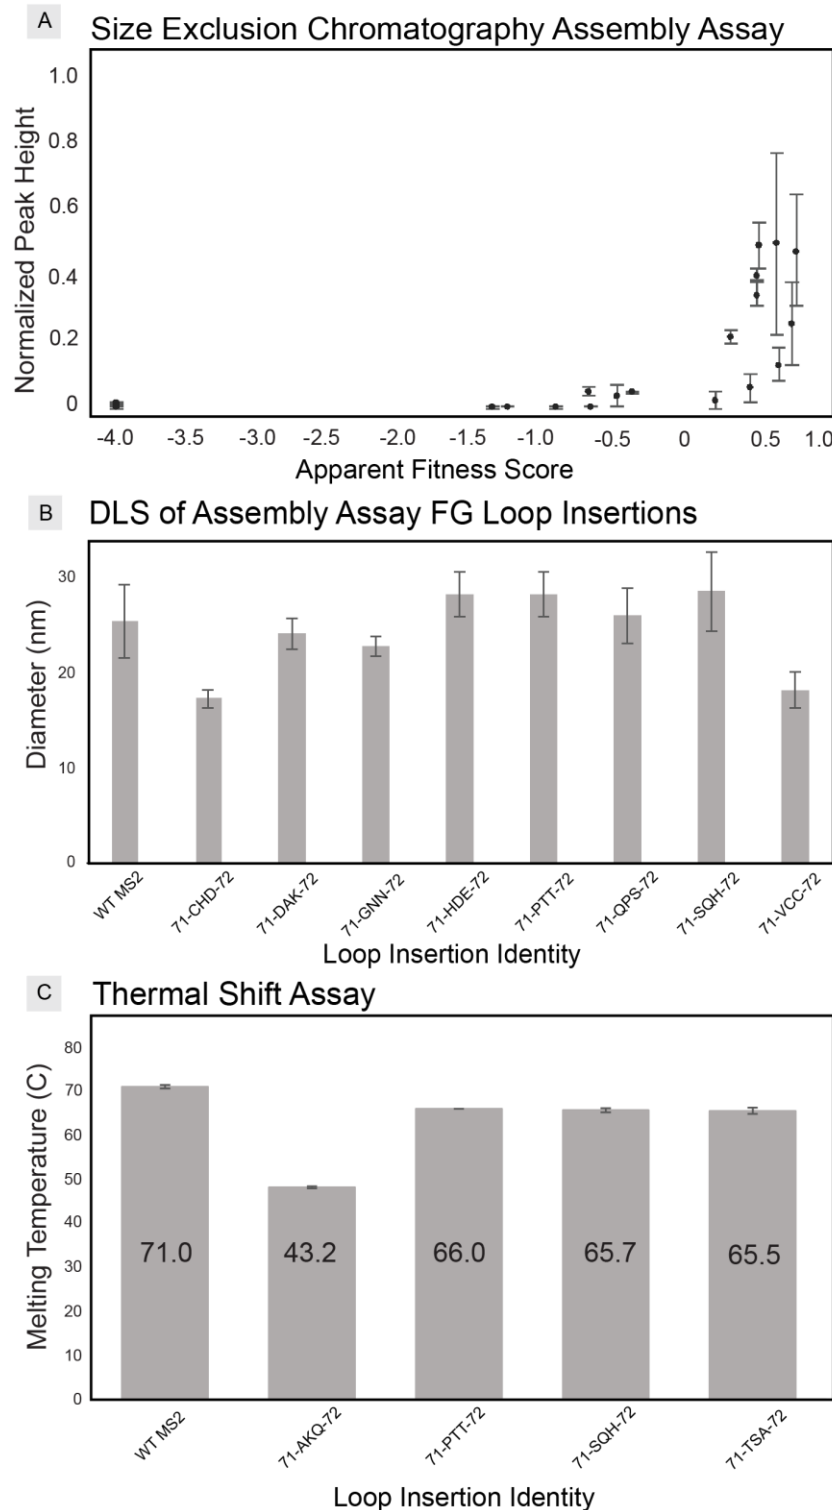 A Size Exclusion Chromatography Assembly Assay
Normalized Peak Height
1.0
0.8
0.6
0.4
0.2
0
-4.0 -3.5 -3.0 -2.5 -2.0 -1.5 -1.0 -0.5 0 0.5 1.0
Apparent Fitness Score
B DLS of Assembly Assay FG Loop Insertions
Diameter (nm)
30
20
10
0
WT MS2 71-CHD-72 71-DAK-72 71-GNN-72 71-HDE-72 71-PTT-72 71-QPS-72 71-SQH-72 71-VCC-72
Loop Insertion Identity
C Thermal Shift Assay
Melting Temperature (C)
80
70
60
50
40
30
20
10
0
71.0 43.2 66.0 65.7 65.5
WT MS2 71-AKQ-72 71-PTT-72 71-SQH-72 71-TSA-72
Loop Insertion Identity